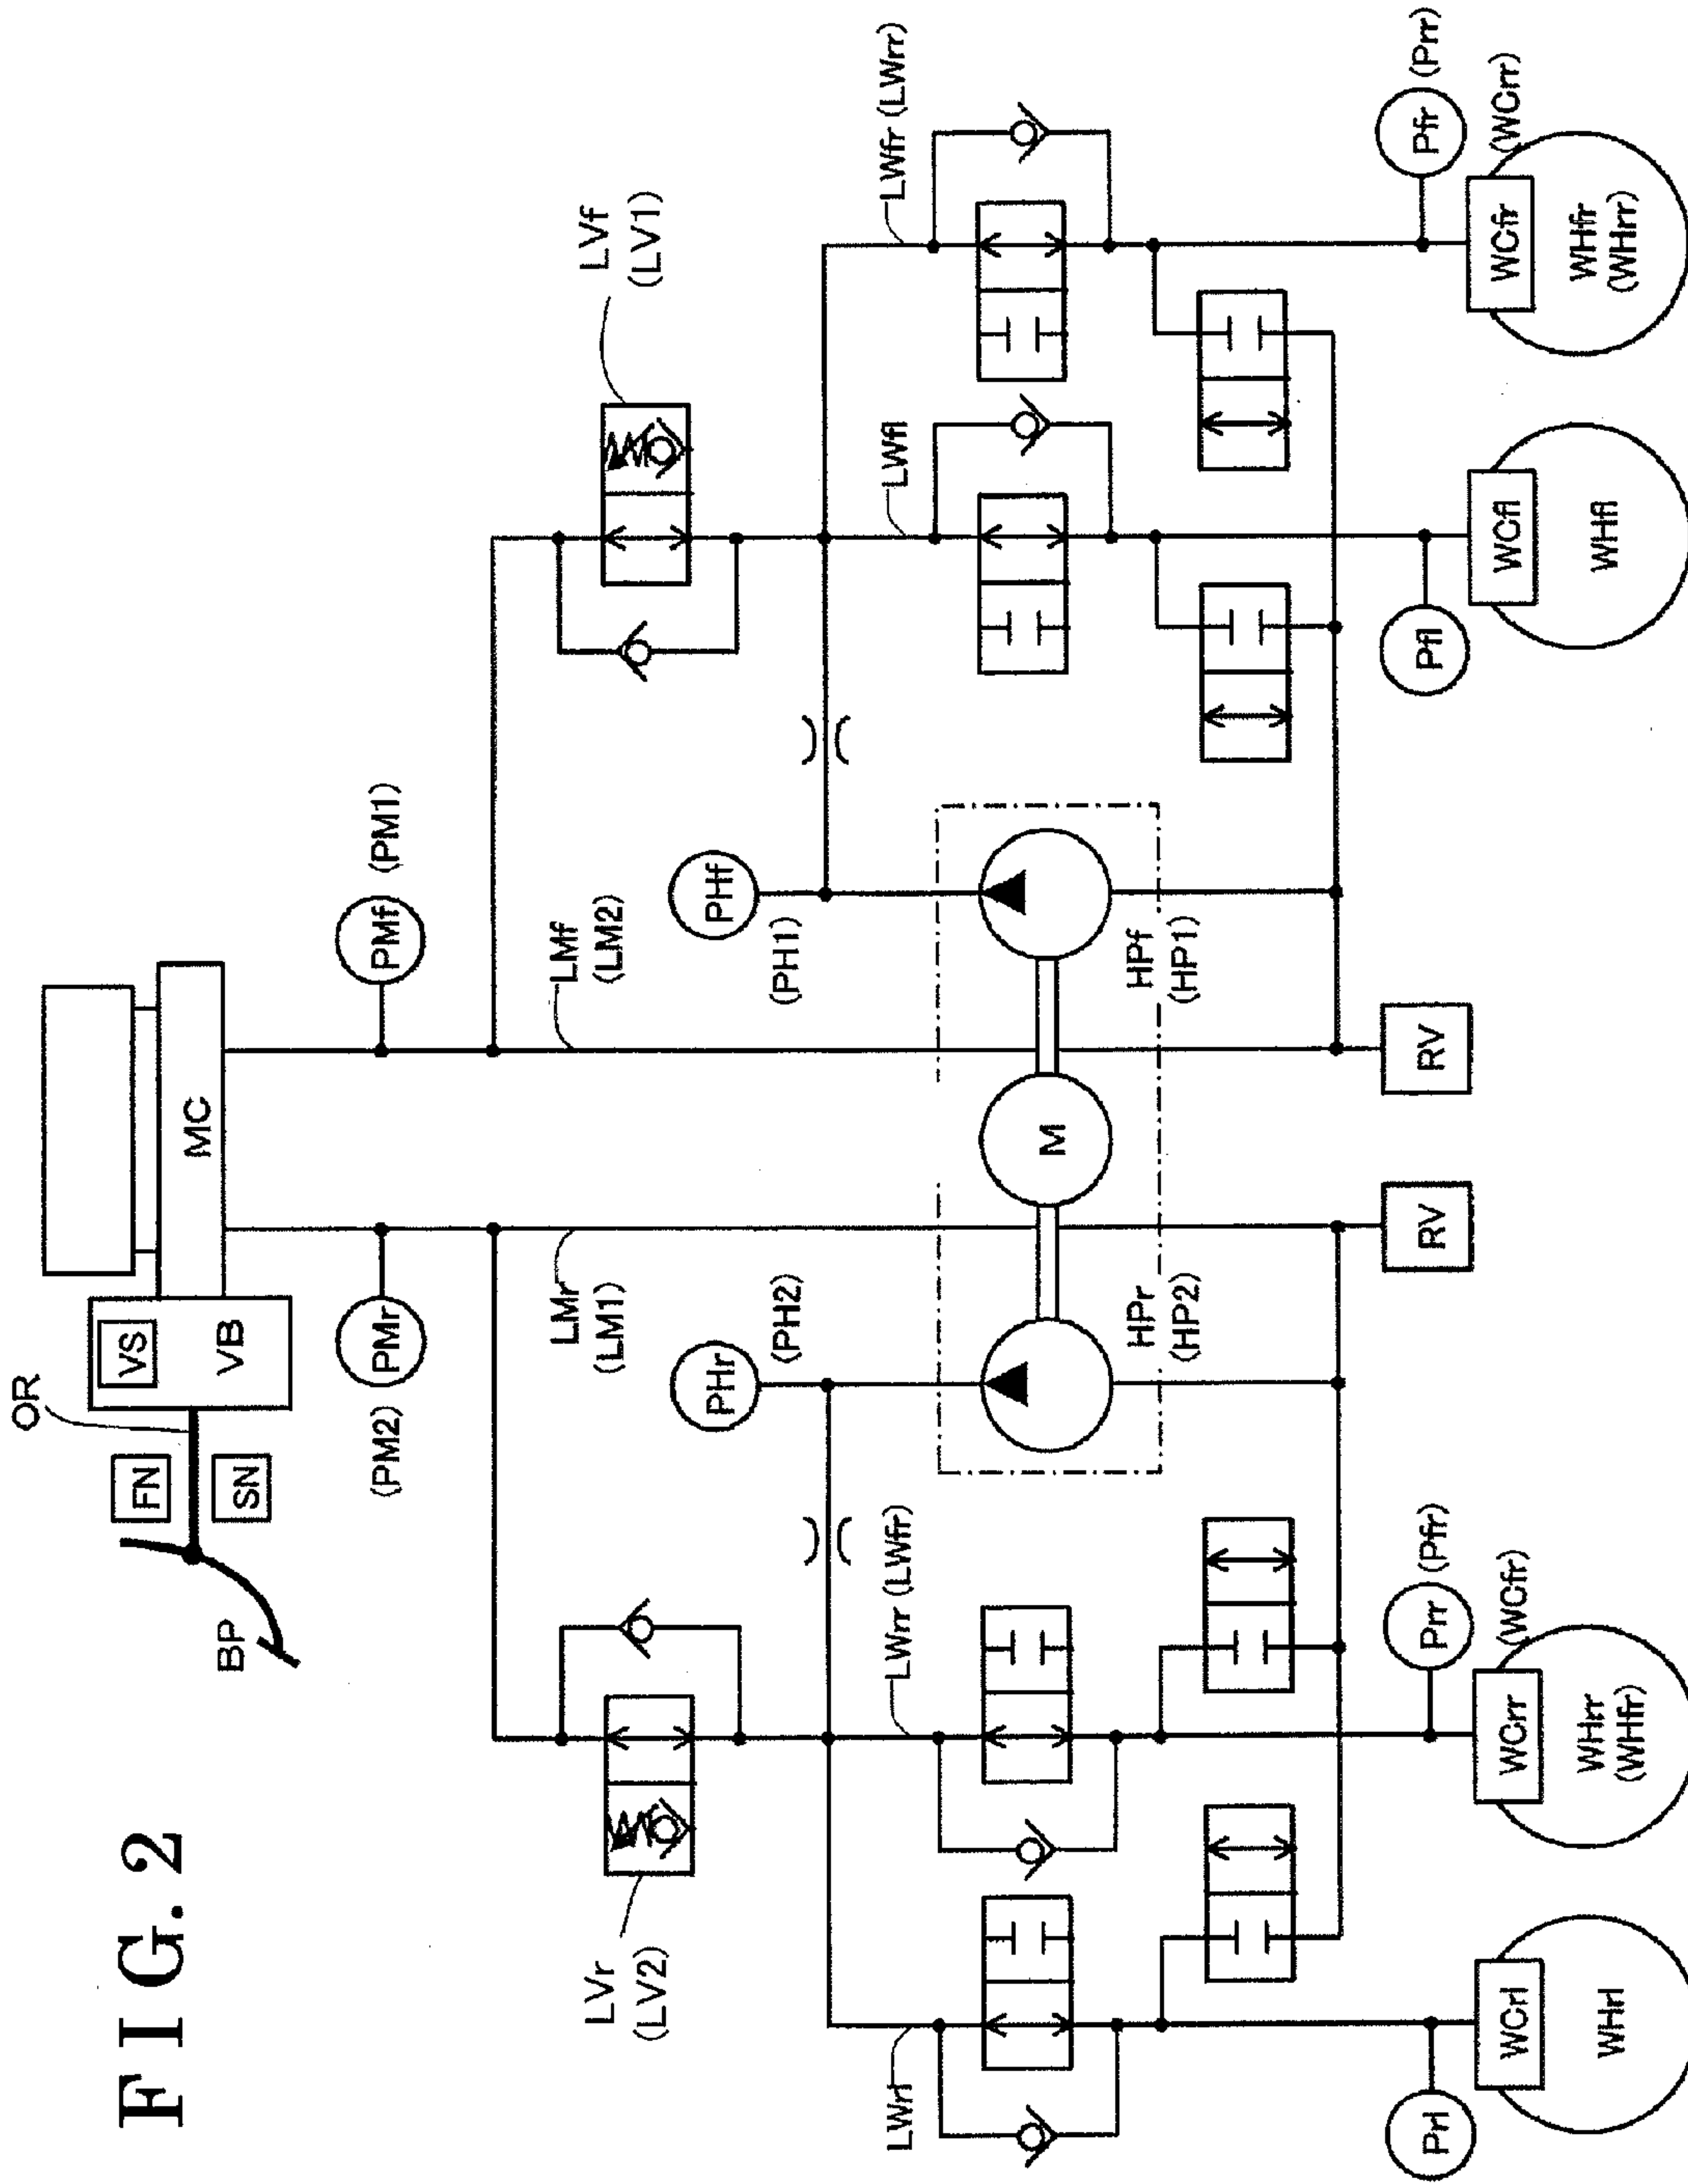 FIG. 2
OR
BP
FN
SN
VS
VB
MC
PMr
(PM2)
PMf
(PM1)
LVr
(LV2)
LMr
(LM1)
LMf
(LM2)
LVf
(LV1)
PHr
(PH2)
PHf
(PH1)
LWrl
LWrr (LWfr)
LWfl
LWfr (LWrr)
HPr
(HP2)
M
HPf
(HP1)
Prl
Prr
(Pfr)
RV
RV
Pfl
Pfr
(Prr)
WCrl
WHrl
WCrr
(WCfr)
WHrr
(WHfr)
WCfl
WHfl
WCfr
(WCrr)
WHfr
(WHrr)